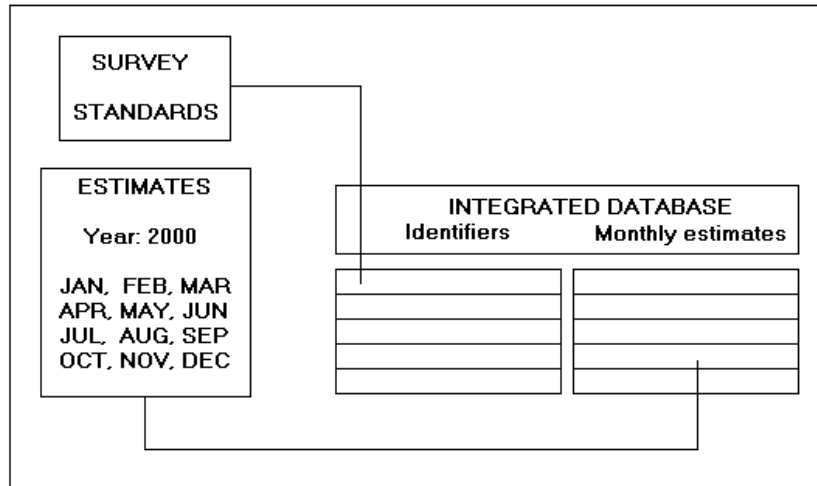 SURVEY
STANDARDS
ESTIMATES
Year: 2000
JAN, FEB, MAR
APR, MAY, JUN
JUL, AUG, SEP
OCT, NOV, DEC
INTEGRATED DATABASE
Identifiers Monthly estimates